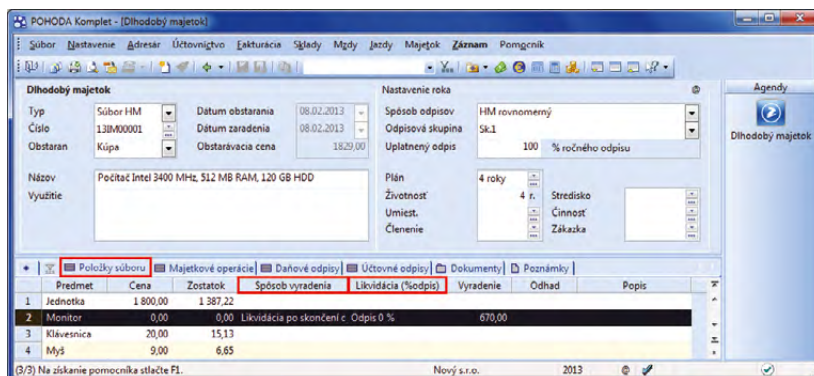 POHODA Komplet - [Dlhodobý majetok]
Súbor Nastavenie Adresár Účtovníctvo Fakturácia Sklady Mzdy Jazdy Majetok Záznam Pomocník
Dlhodobý majetok Nastavenie roka Agendy
Typ Súbor HM Dátum obstarania 08.02.2013 Spôsob odpisov HM rovnomerný
Číslo 13IM00001 Dátum zaradenia 08.02.2013 Odpisová skupina Sk.1
Dlhodobý majetok
Obstaran Kúpa Obstarávacia cena 1829,00 Uplatnený odpis 100 % ročného odpisu
Názov Počítač Intel 3400 MHz, 512 MB RAM, 120 GB HDD Plán 4 roky
Využitie Životnosť 4 r. Stredisko
Umiest. Činnosť
Členenie Zákazka
Položky súboru Majetkové operácie Daňové odpisy Účtovné odpisy Dokumenty Poznámky
Predmet Cena Zostatok Spôsob vyradenia Likvidácia (%odpis) Vyradenie Odhad Popis
1 Jednotka 1 800,00 1 387,22
2 Monitor 0,00 0,00 Likvidácia po skončení c Odpis 0 % 670,00
3 Klávesnica 20,00 15,13
4 Myš 9,00 6,65
(3/3) Na získanie pomocníka stlačte F1. Nový s.r.o. 2013 @